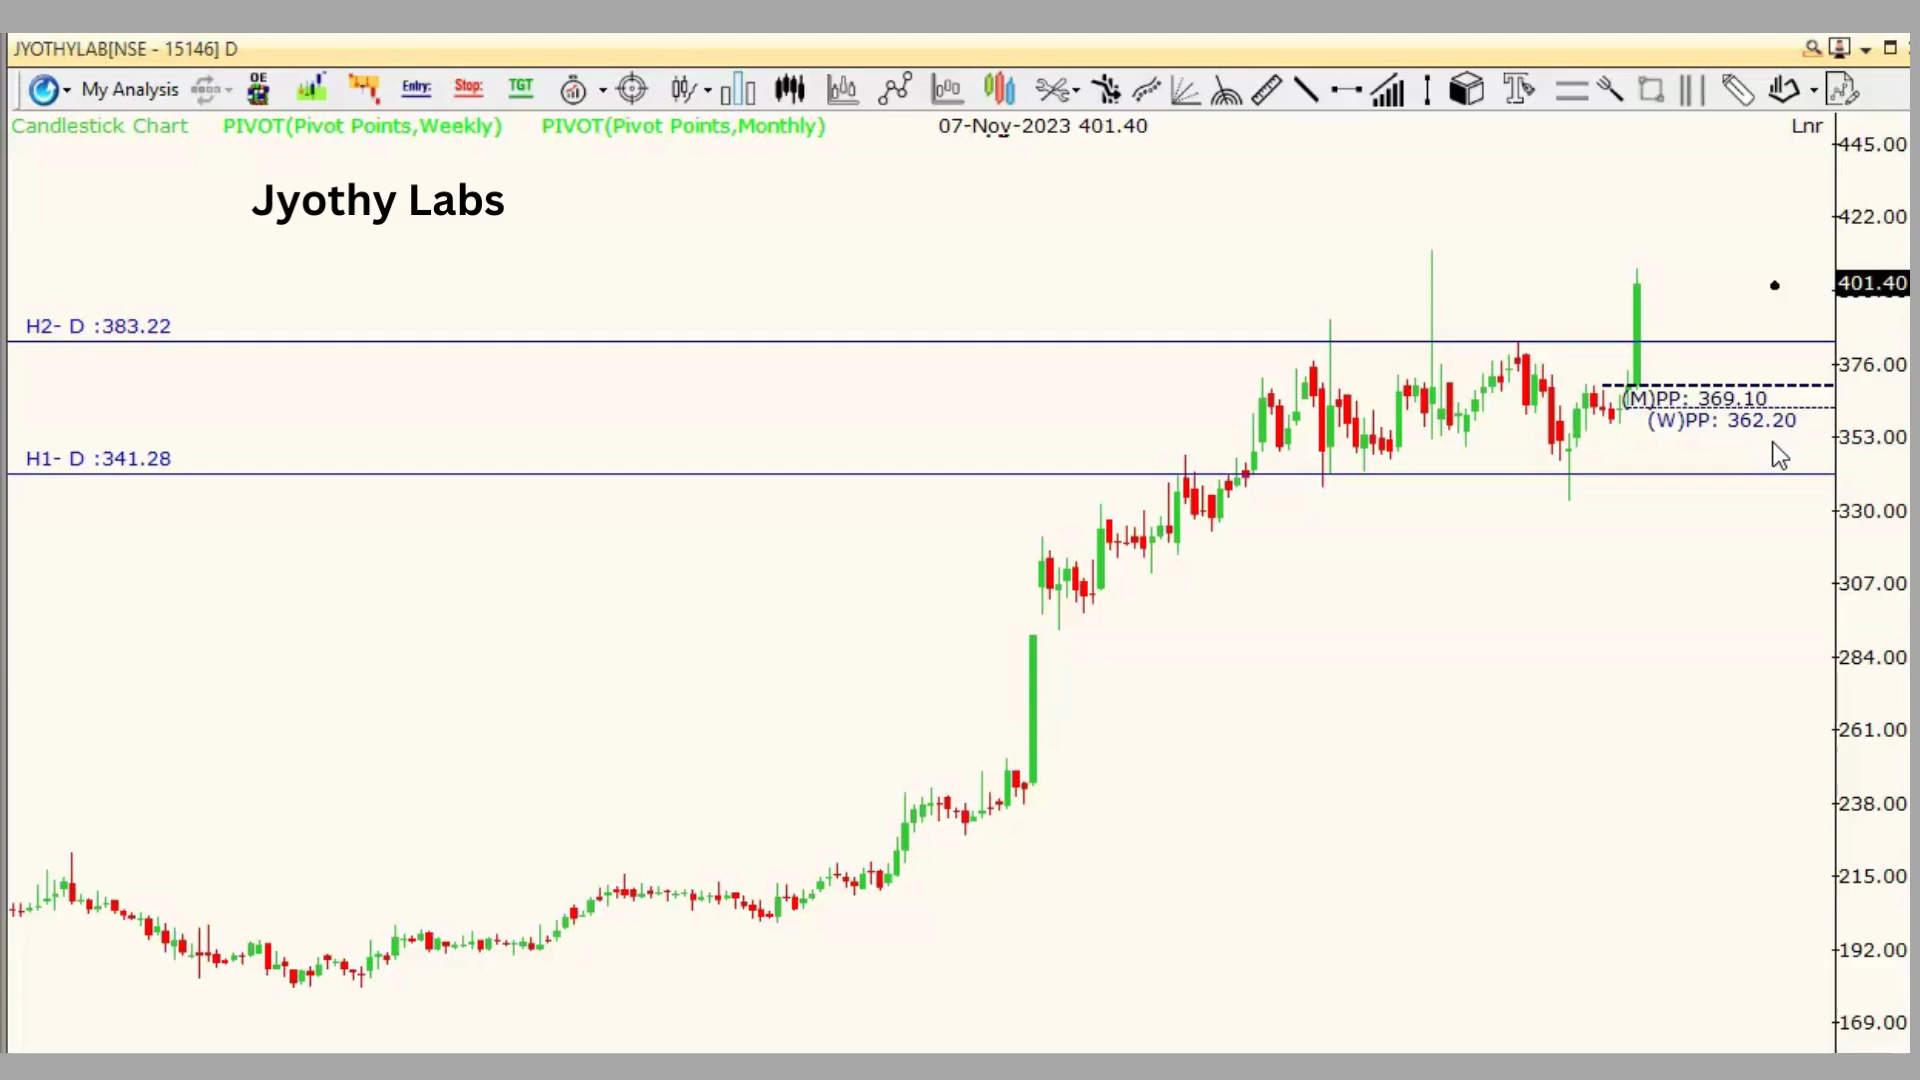 JYOTHYLAB[NSE - 15146] D
My Analysis
OE
Entry:
Stop:
TGT
Candlestick Chart PIVOT(Pivot Points,Weekly) PIVOT(Pivot Points,Monthly) 07-Nov-2023 401.40 Lnr
445.00
Jyothy Labs
422.00
401.40
H2- D :383.22
376.00
(M)PP: 369.10
(W)PP: 362.20
353.00
H1- D :341.28
330.00
307.00
284.00
261.00
238.00
215.00
192.00
169.00